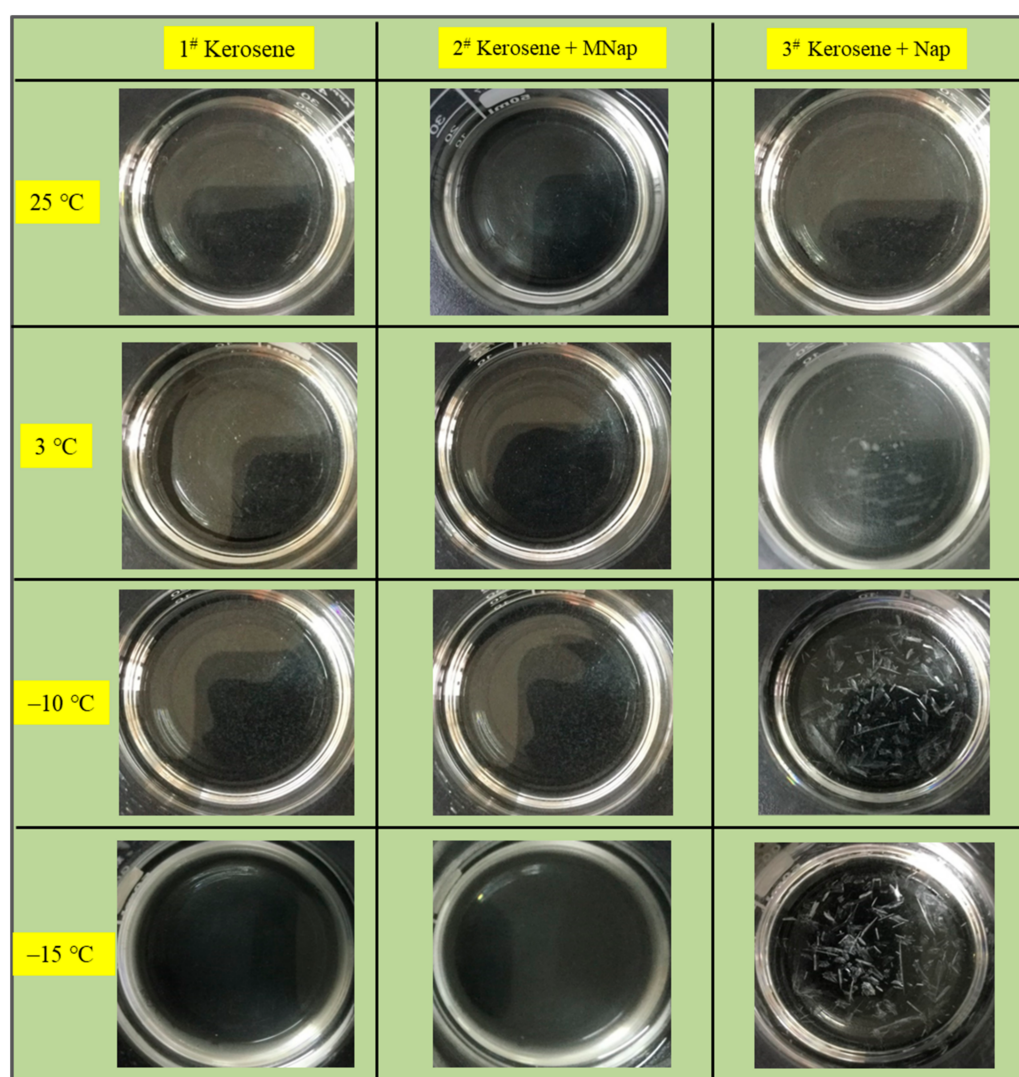 1# Kerosene
2# Kerosene + MNap
3# Kerosene + Nap
25 ℃
3 ℃
–10 ℃
–15 ℃